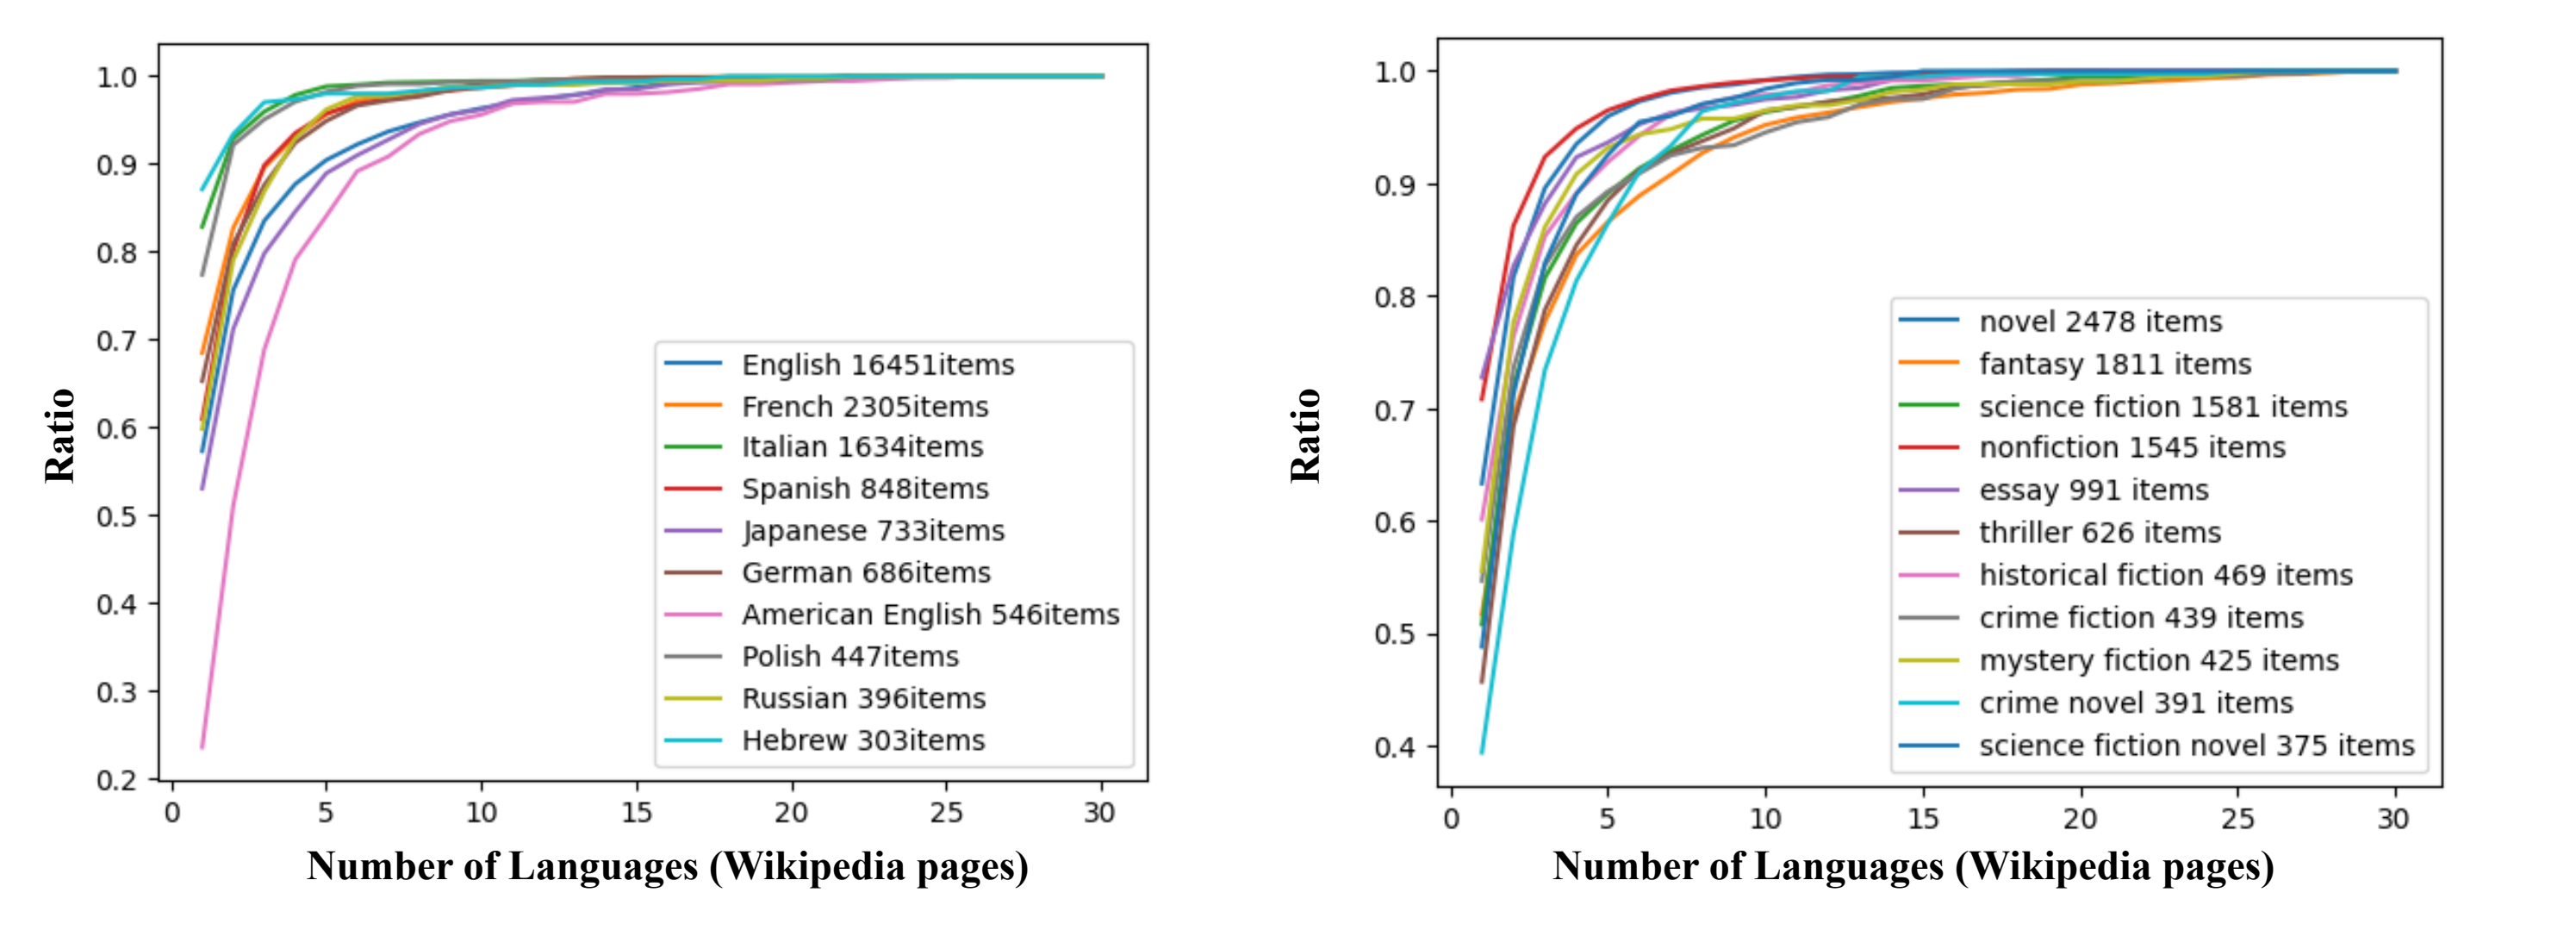 Ratio
1.0
0.9
0.8
0.7
0.6
0.5
0.4
0.3
0.2
English 16451items
French 2305items
Italian 1634items
Spanish 848items
Japanese 733items
German 686items
American English 546items
Polish 447items
Russian 396items
Hebrew 303items
0 5 10 15 20 25 30
Number of Languages (Wikipedia pages)
Ratio
1.0
0.9
0.8
0.7
0.6
0.5
0.4
novel 2478 items
fantasy 1811 items
science fiction 1581 items
nonfiction 1545 items
essay 991 items
thriller 626 items
historical fiction 469 items
crime fiction 439 items
mystery fiction 425 items
crime novel 391 items
science fiction novel 375 items
0 5 10 15 20 25 30
Number of Languages (Wikipedia pages)